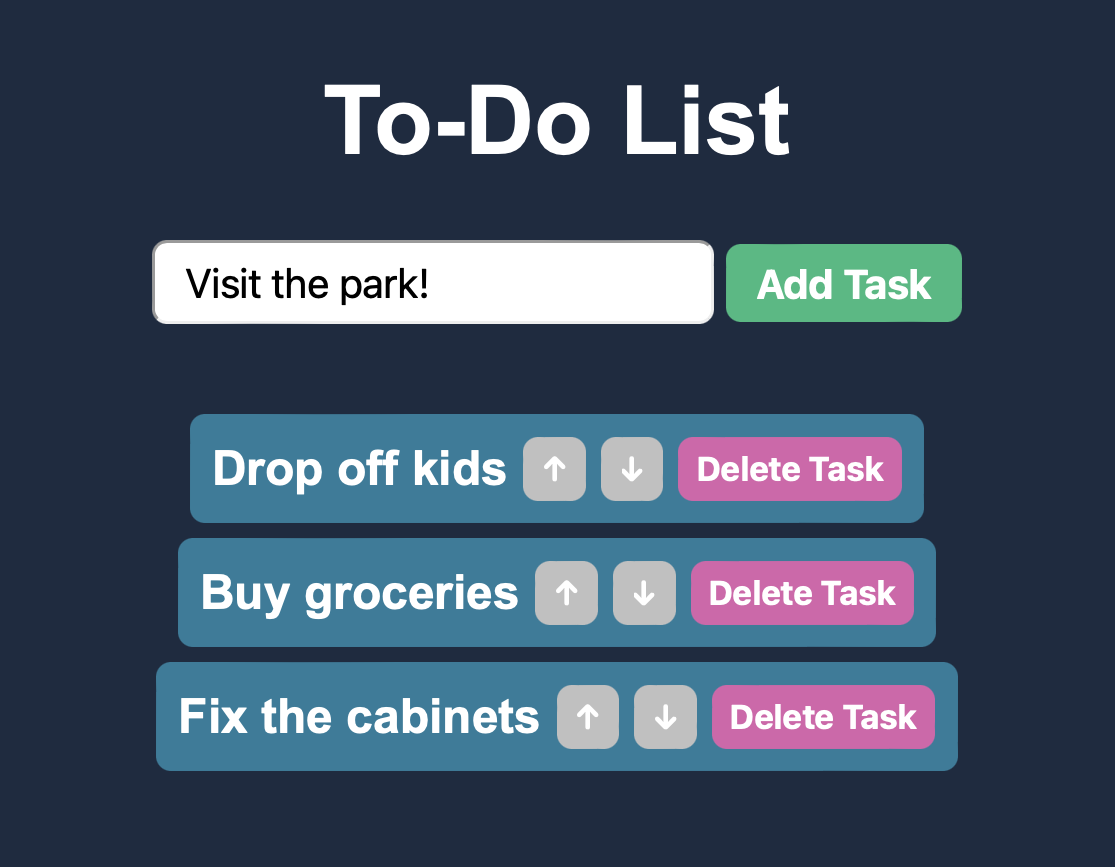 To-Do List
Visit the park! Add Task
Drop off kids ↑ ↓ Delete Task
Buy groceries ↑ ↓ Delete Task
Fix the cabinets ↑ ↓ Delete Task